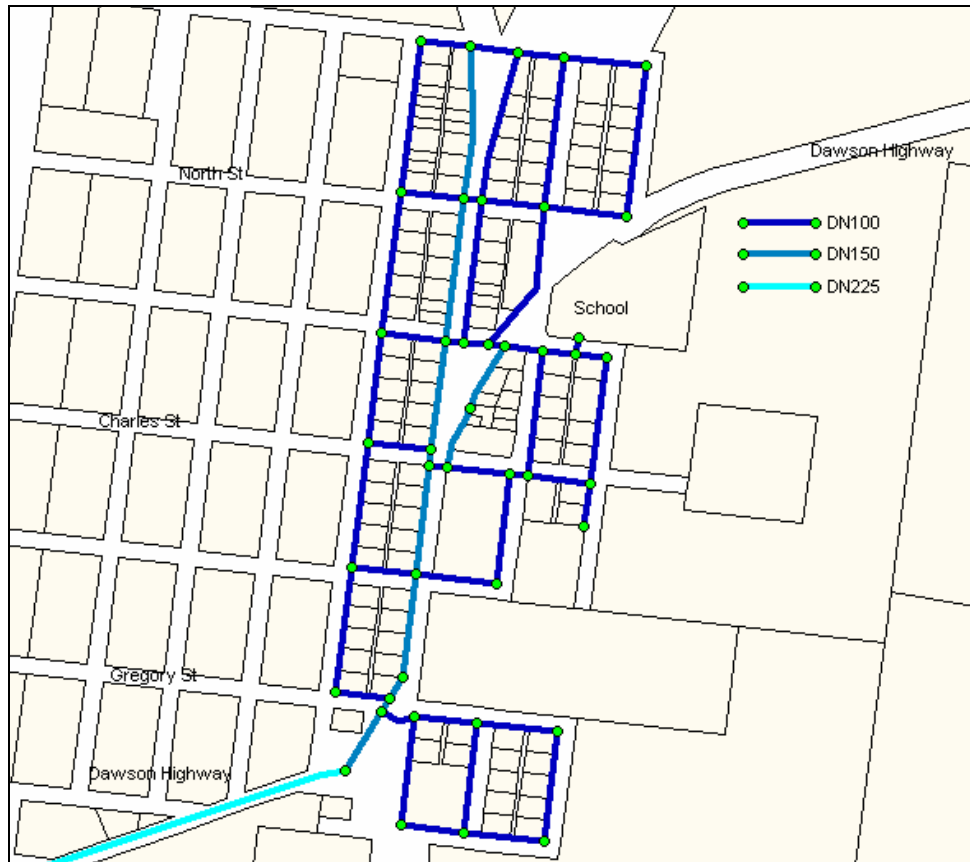 North St
Dawson Highway
DN100
DN150
DN225
School
Charles St
Gregory St
Dawson Highway